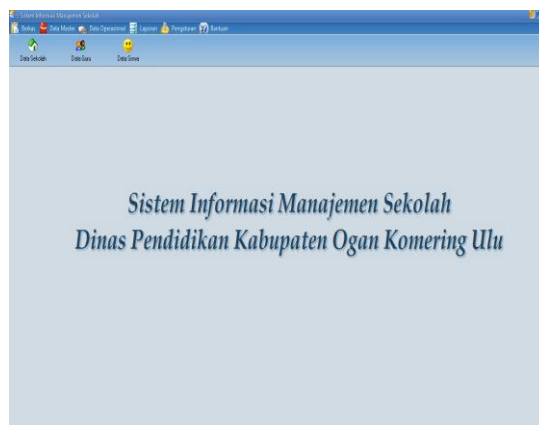 Sistem Informasi Manajemen Sekolah
Berkas Data Master Data Operasional Laporan Pengaturan Bantuan
Data Sekolah Data Guru Data Siswa
Sistem Informasi Manajemen Sekolah
Dinas Pendidikan Kabupaten Ogan Komering Ulu